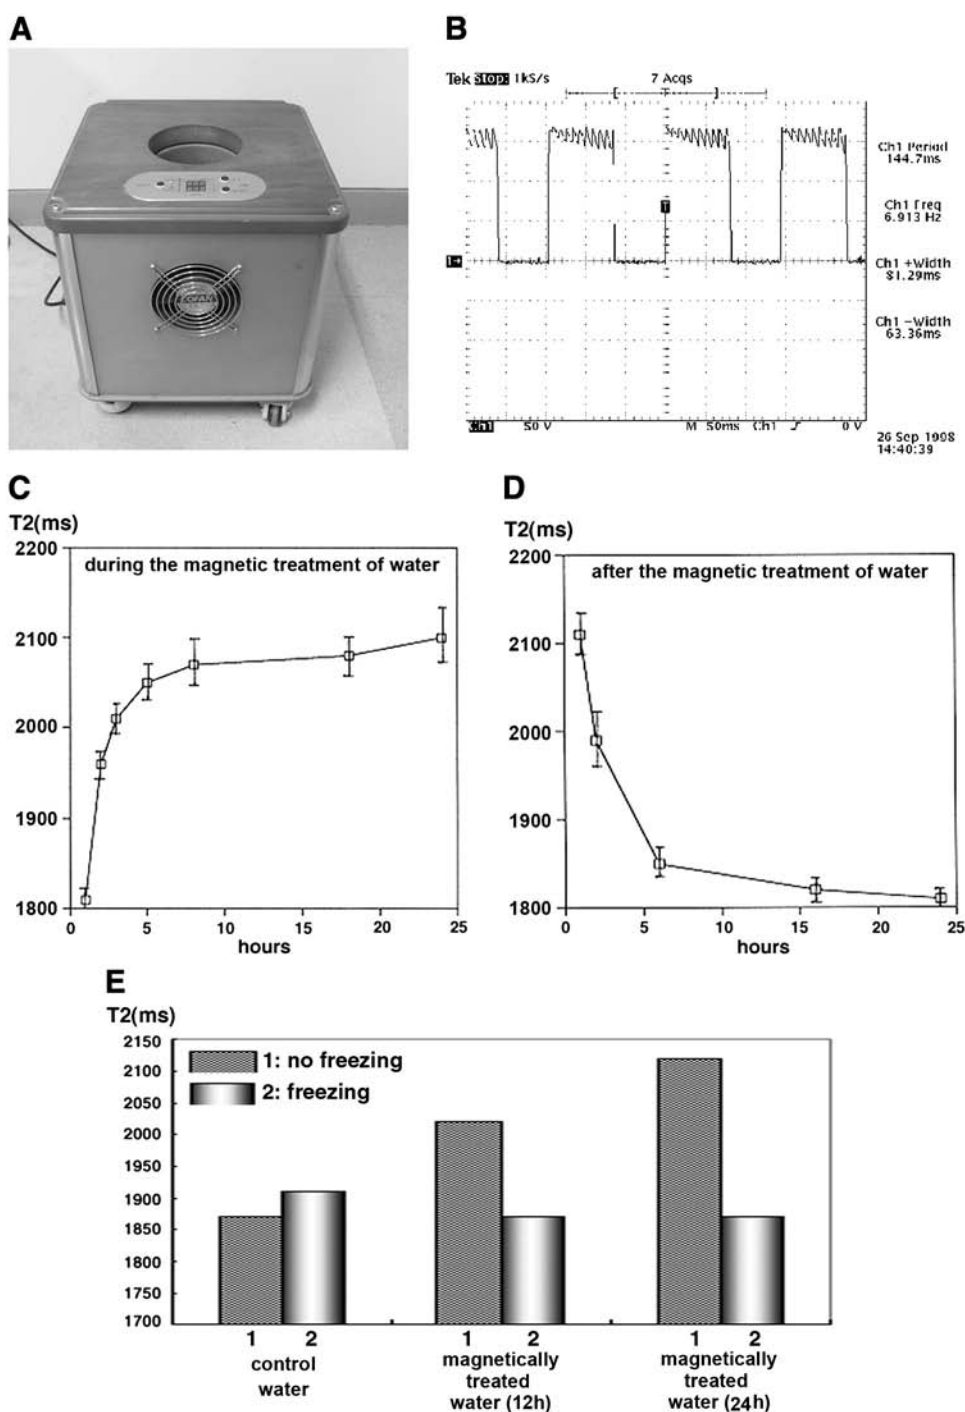 A
B
Tek Stop: 1kS/s
7 Acqs
Ch1 Period
144.7ms
Ch1 Freq
6.913 Hz
Ch1 +Width
81.29ms
Ch1 -Width
63.36ms
T
1→
Ch1 50 V M 50ms Ch1 0 V
26 Sep 1998
14:40:39
C
T2(ms)
during the magnetic treatment of water
2200
2100
2000
1900
1800
0 5 10 15 20 25
hours
D
T2(ms)
after the magnetic treatment of water
2200
2100
2000
1900
1800
0 5 10 15 20 25
hours
E
T2(ms)
2150
2100
2050
2000
1950
1900
1850
1800
1750
1700
1: no freezing
2: freezing
1 2
control
water
1 2
magnetically
treated
water (12h)
1 2
magnetically
treated
water (24h)